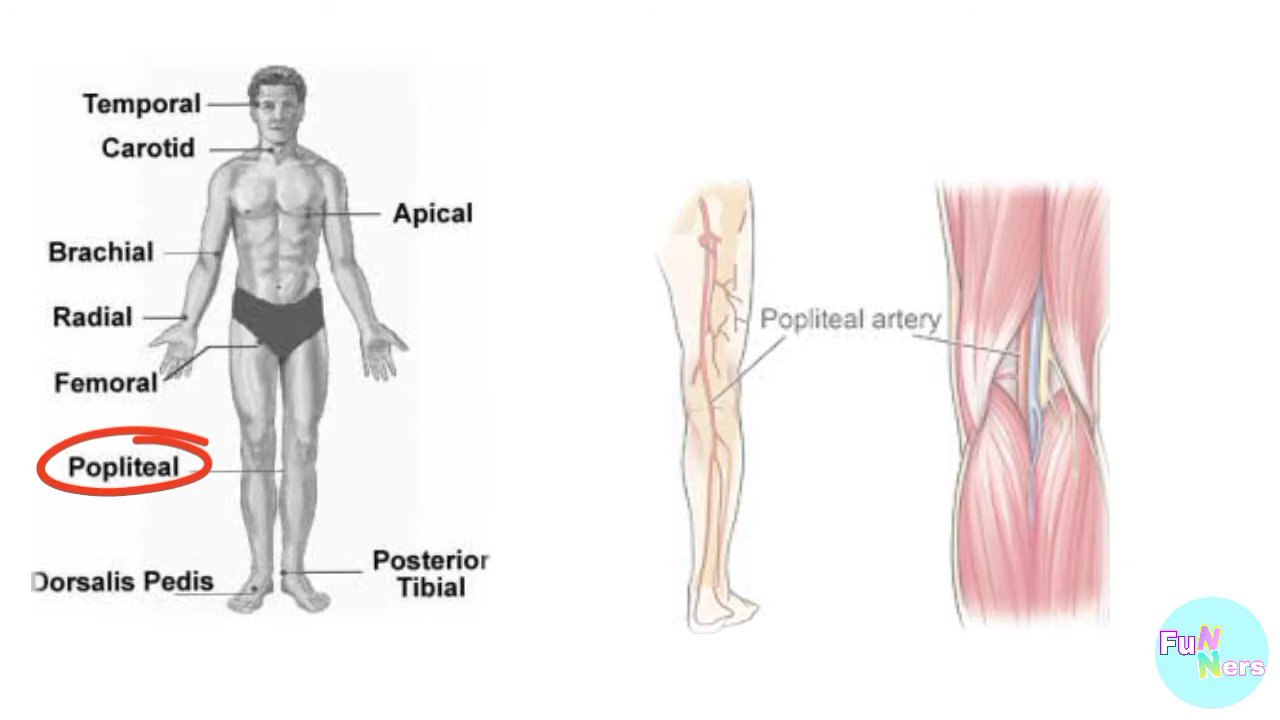 Temporal
Carotid
Apical
Brachial
Radial
Femoral
Popliteal
Dorsalis Pedis
Posterior
Tibial
Popliteal artery
FuN
Ners